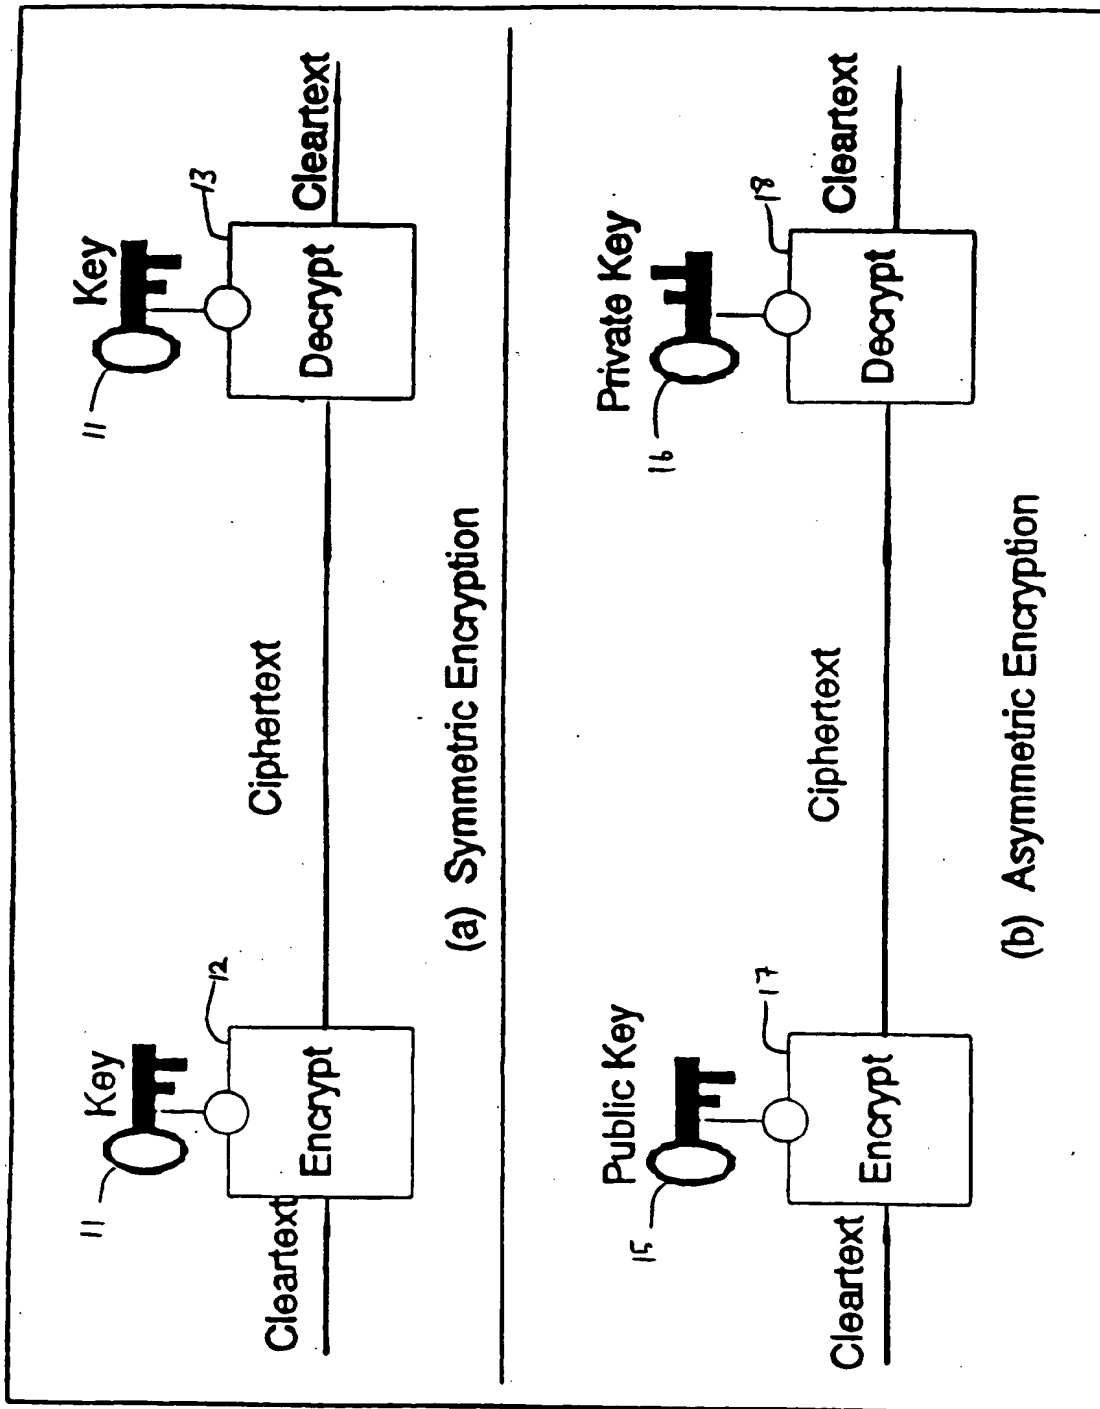 Key
11
12
Cleartext
Encrypt
Ciphertext
Key
11
13
Decrypt
Cleartext
(a) Symmetric Encryption
Public Key
15
17
Cleartext
Encrypt
Ciphertext
Private Key
16
18
Decrypt
Cleartext
(b) Asymmetric Encryption